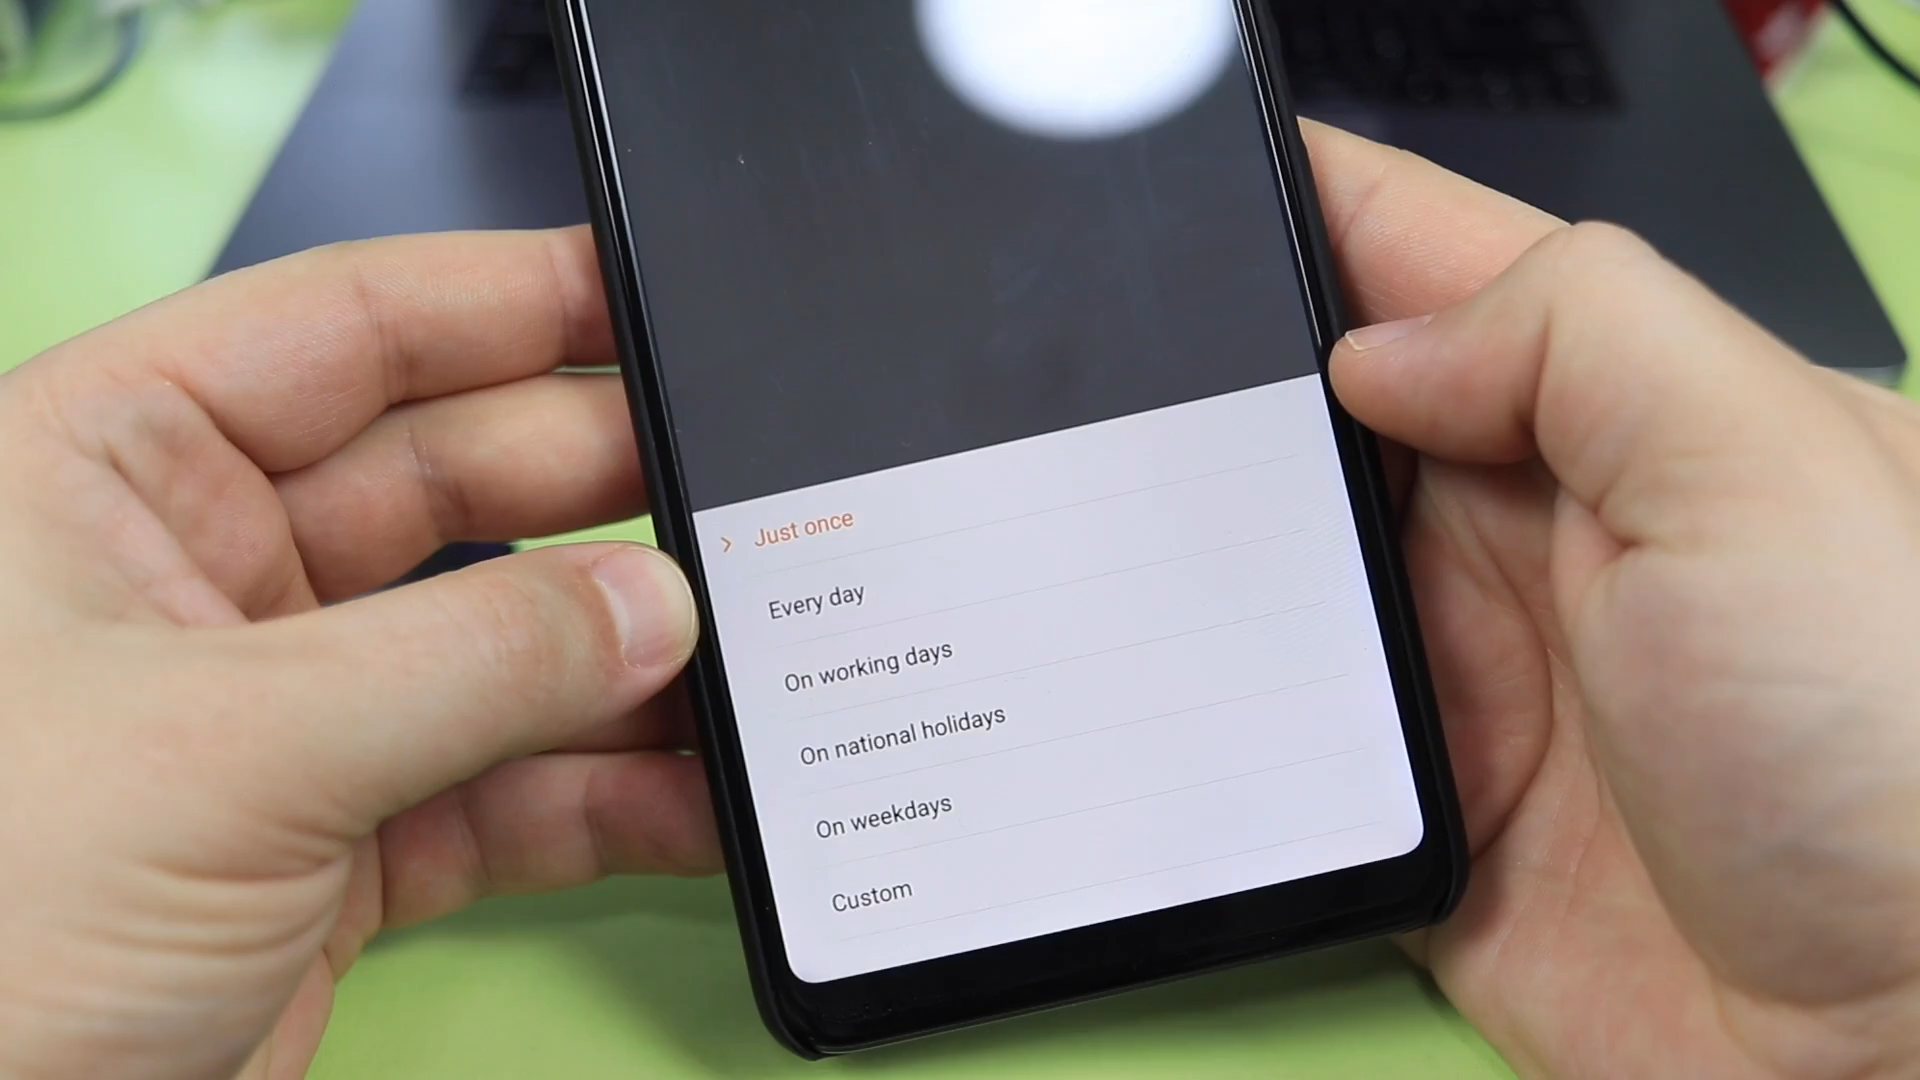 Just once
Every day
On working days
On national holidays
On weekdays
Custom